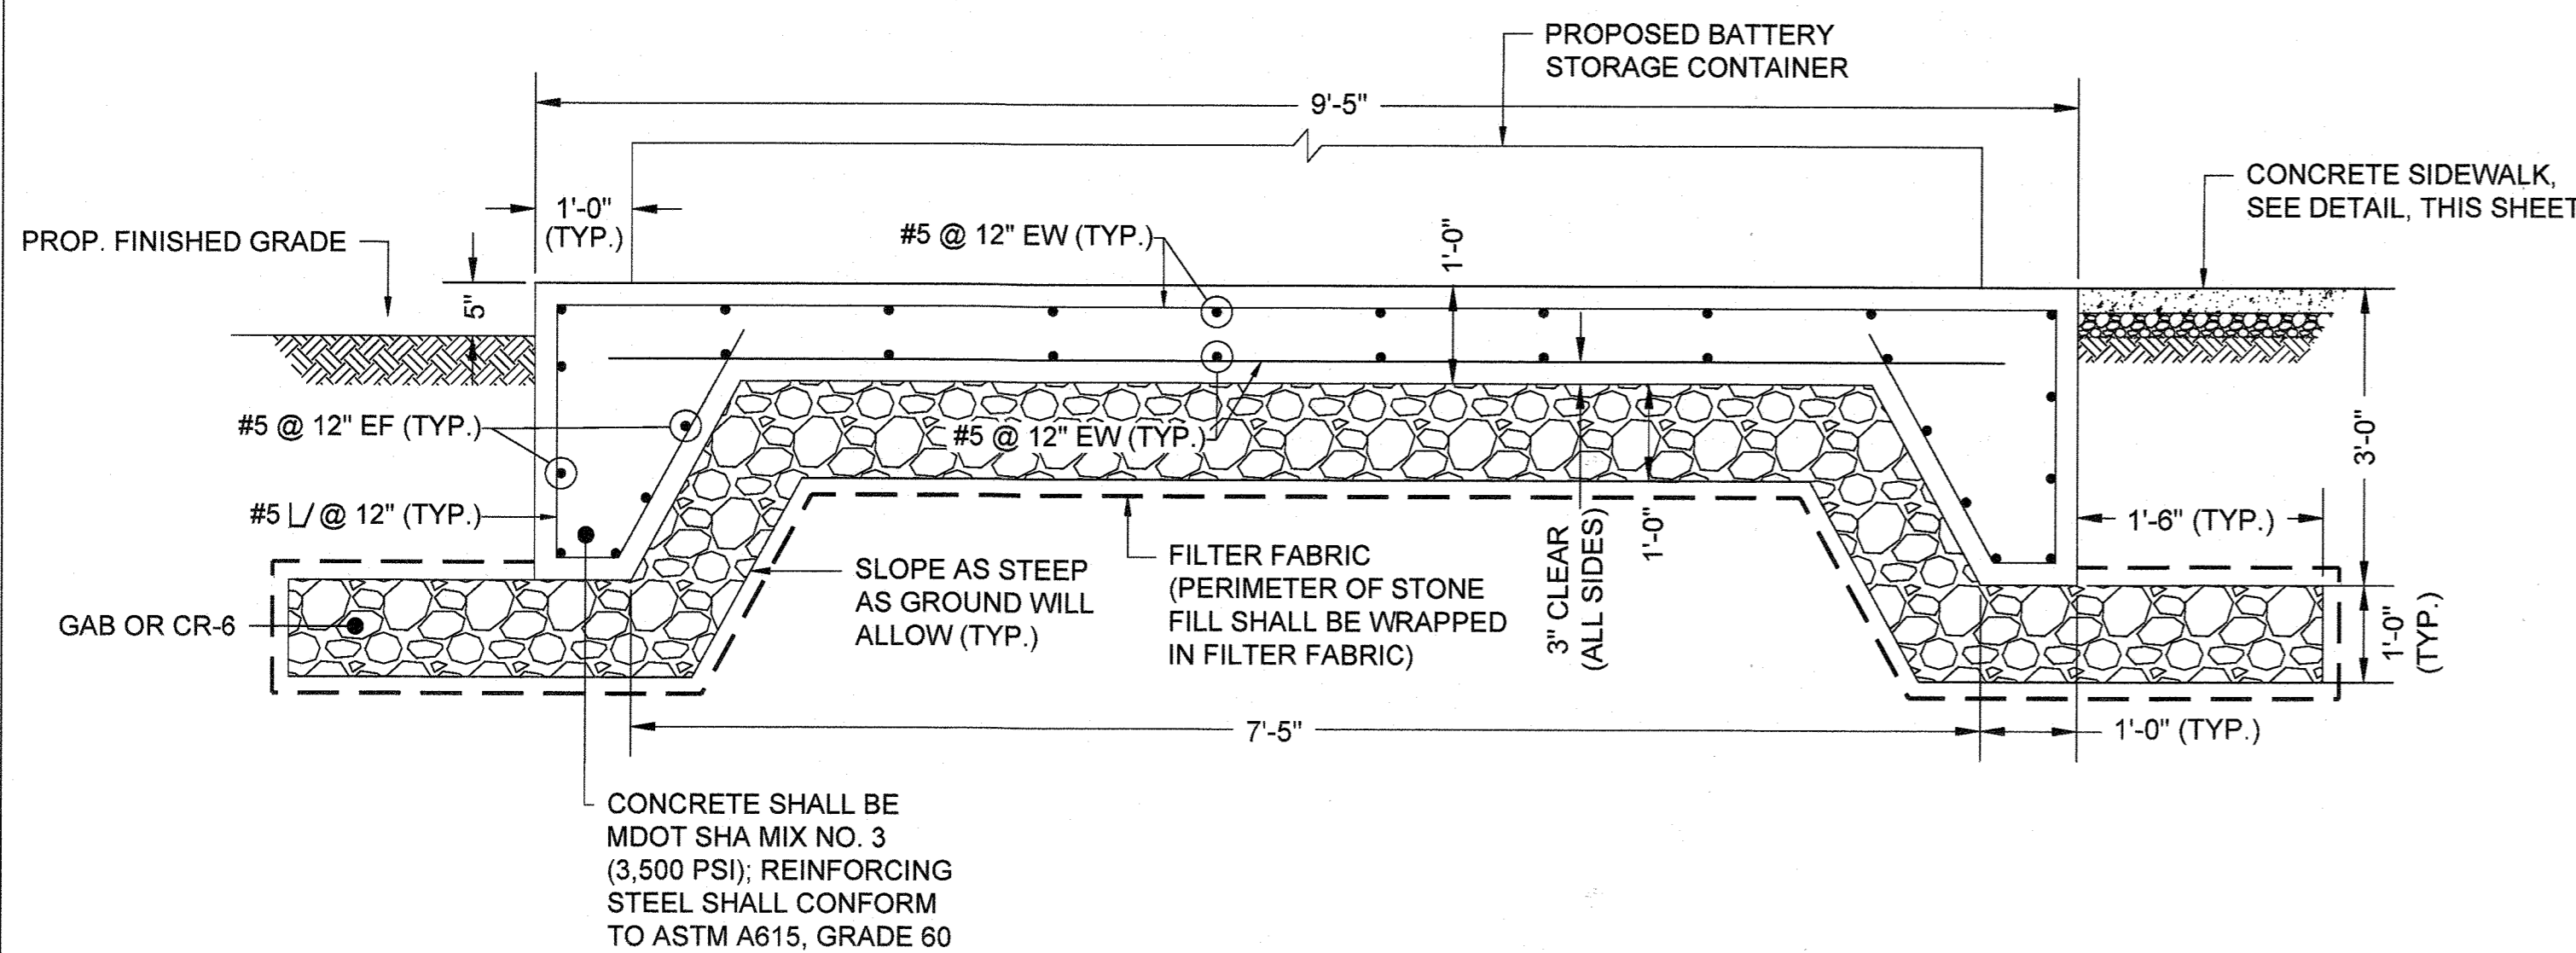 PROPOSED BATTERY
STORAGE CONTAINER
9'-5"
CONCRETE SIDEWALK,
SEE DETAIL, THIS SHEET
1'-0"
(TYP.)
PROP. FINISHED GRADE
#5 @ 12" EW (TYP.)
1'-0"
5"
#5 @ 12" EF (TYP.)
#5 @ 12" EW (TYP.)
3'-0"
#5 @ 12" (TYP.)
1'-6" (TYP.)
1'-0"
3" CLEAR
(ALL SIDES)
SLOPE AS STEEP
AS GROUND WILL
ALLOW (TYP.)
FILTER FABRIC
(PERIMETER OF STONE
FILL SHALL BE WRAPPED
IN FILTER FABRIC)
GAB OR CR-6
1'-0"
(TYP.)
7'-5"
1'-0" (TYP.)
CONCRETE SHALL BE
MDOT SHA MIX NO. 3
(3,500 PSI); REINFORCING
STEEL SHALL CONFORM
TO ASTM A615, GRADE 60